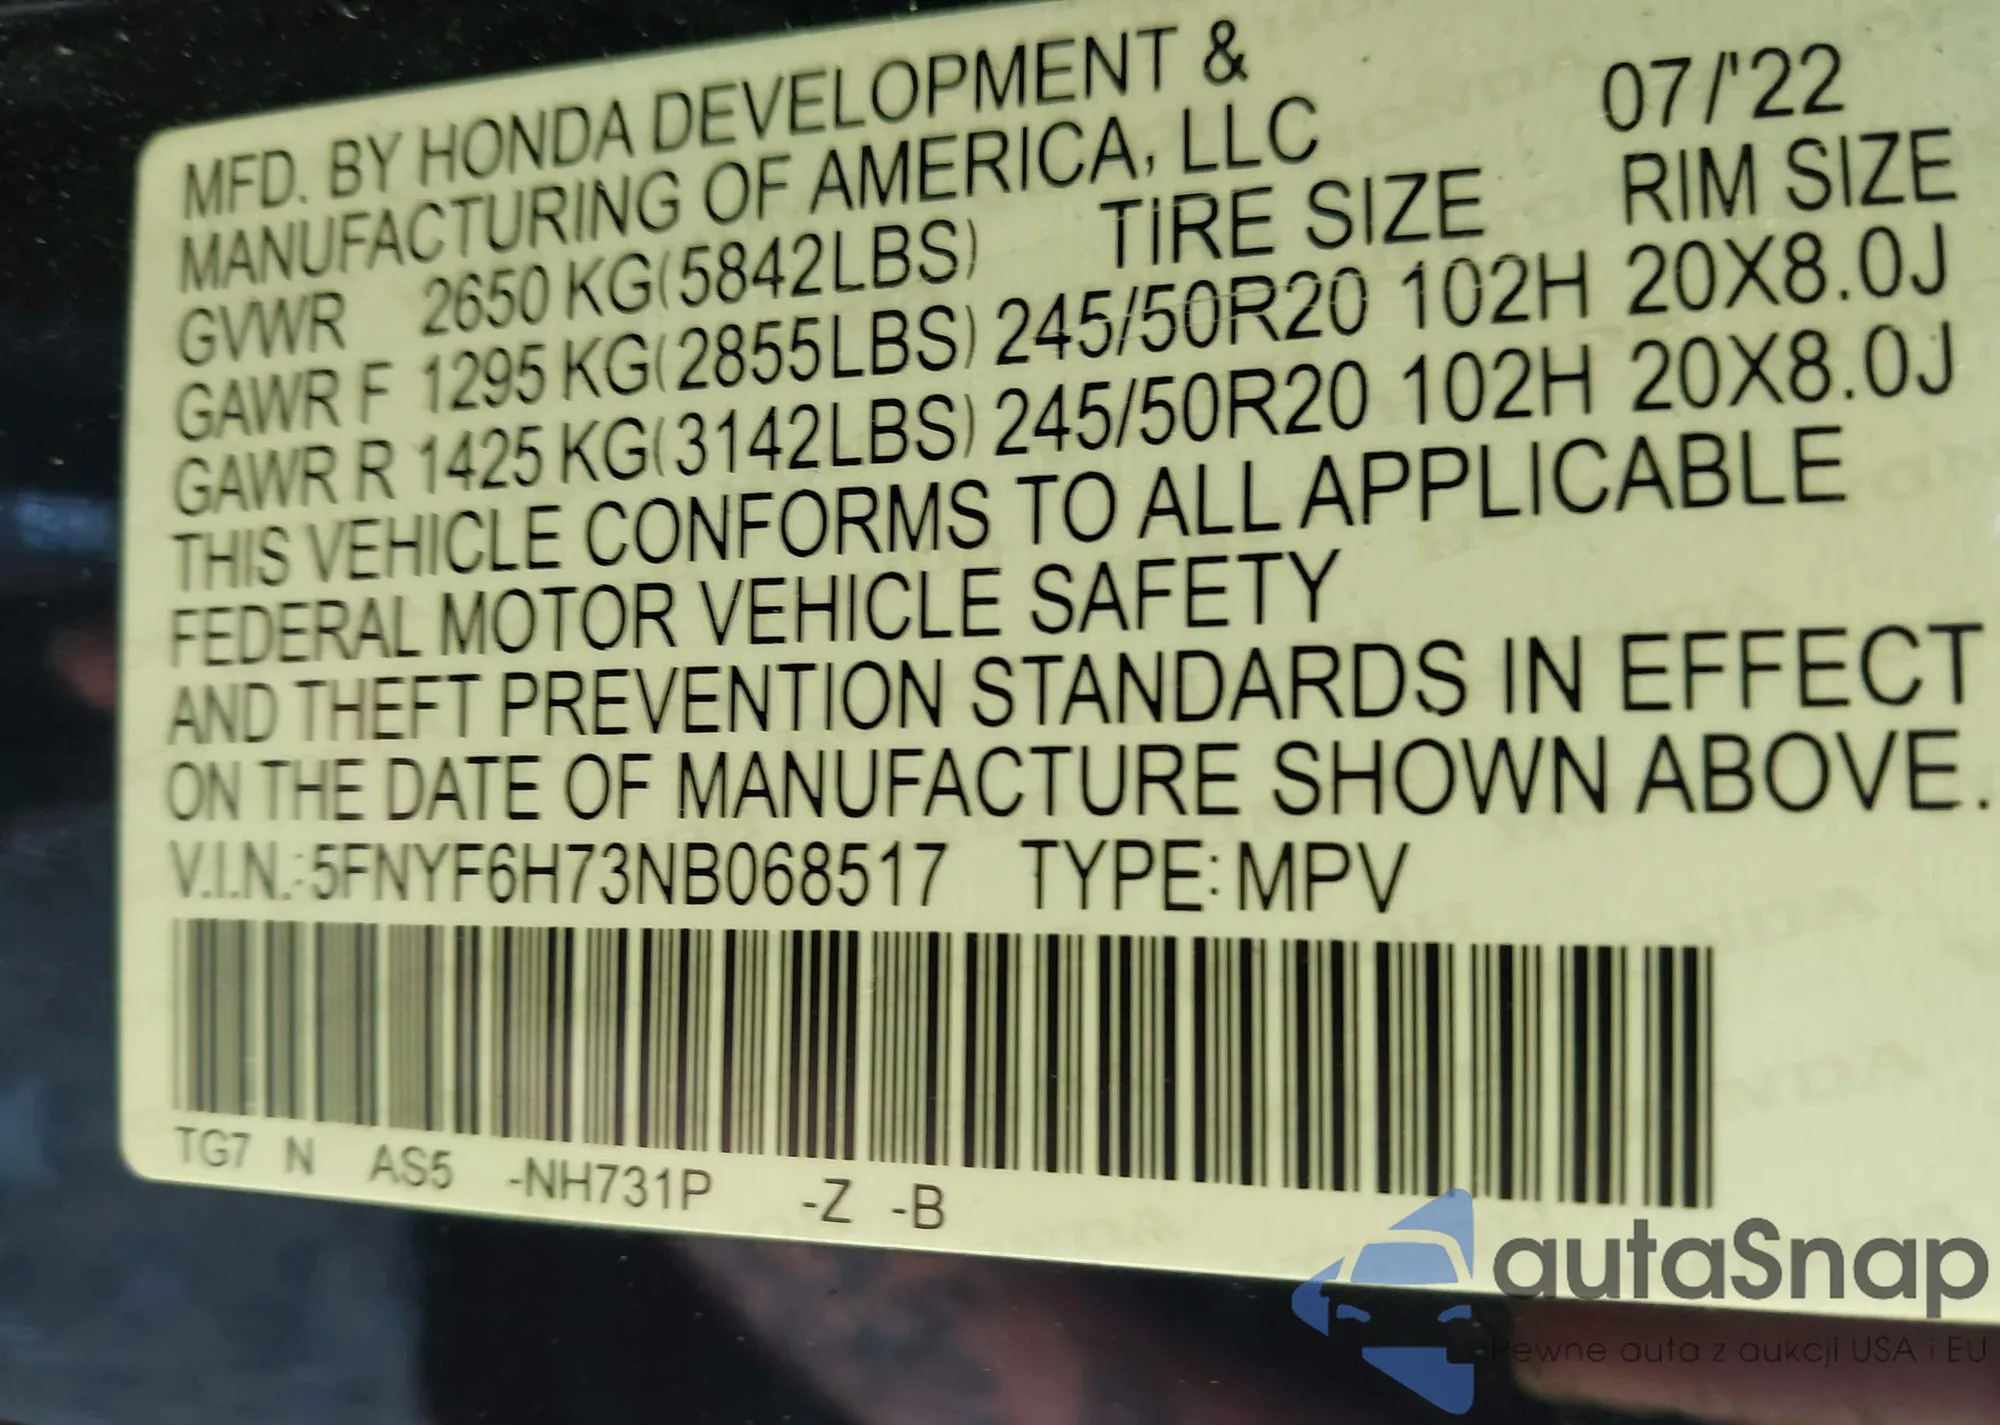 MFD. BY HONDA DEVELOPMENT &
MANUFACTURING OF AMERICA, LLC 07/'22
TIRE SIZE RIM SIZE
GVWR 2650 KG(5842LBS)
GAWR F 1295 KG(2855LBS) 245/50R20 102H 20X8.0J
GAWR R 1425 KG(3142LBS) 245/50R20 102H 20X8.0J
THIS VEHICLE CONFORMS TO ALL APPLICABLE
FEDERAL MOTOR VEHICLE SAFETY
AND THEFT PREVENTION STANDARDS IN EFFECT
ON THE DATE OF MANUFACTURE SHOWN ABOVE.
V.I.N.:5FNYF6H73NB068517 TYPE:MPV
TG7 N AS5 -NH731P -Z -B
autaSnap
Pewne auta z aukcji USA i EU